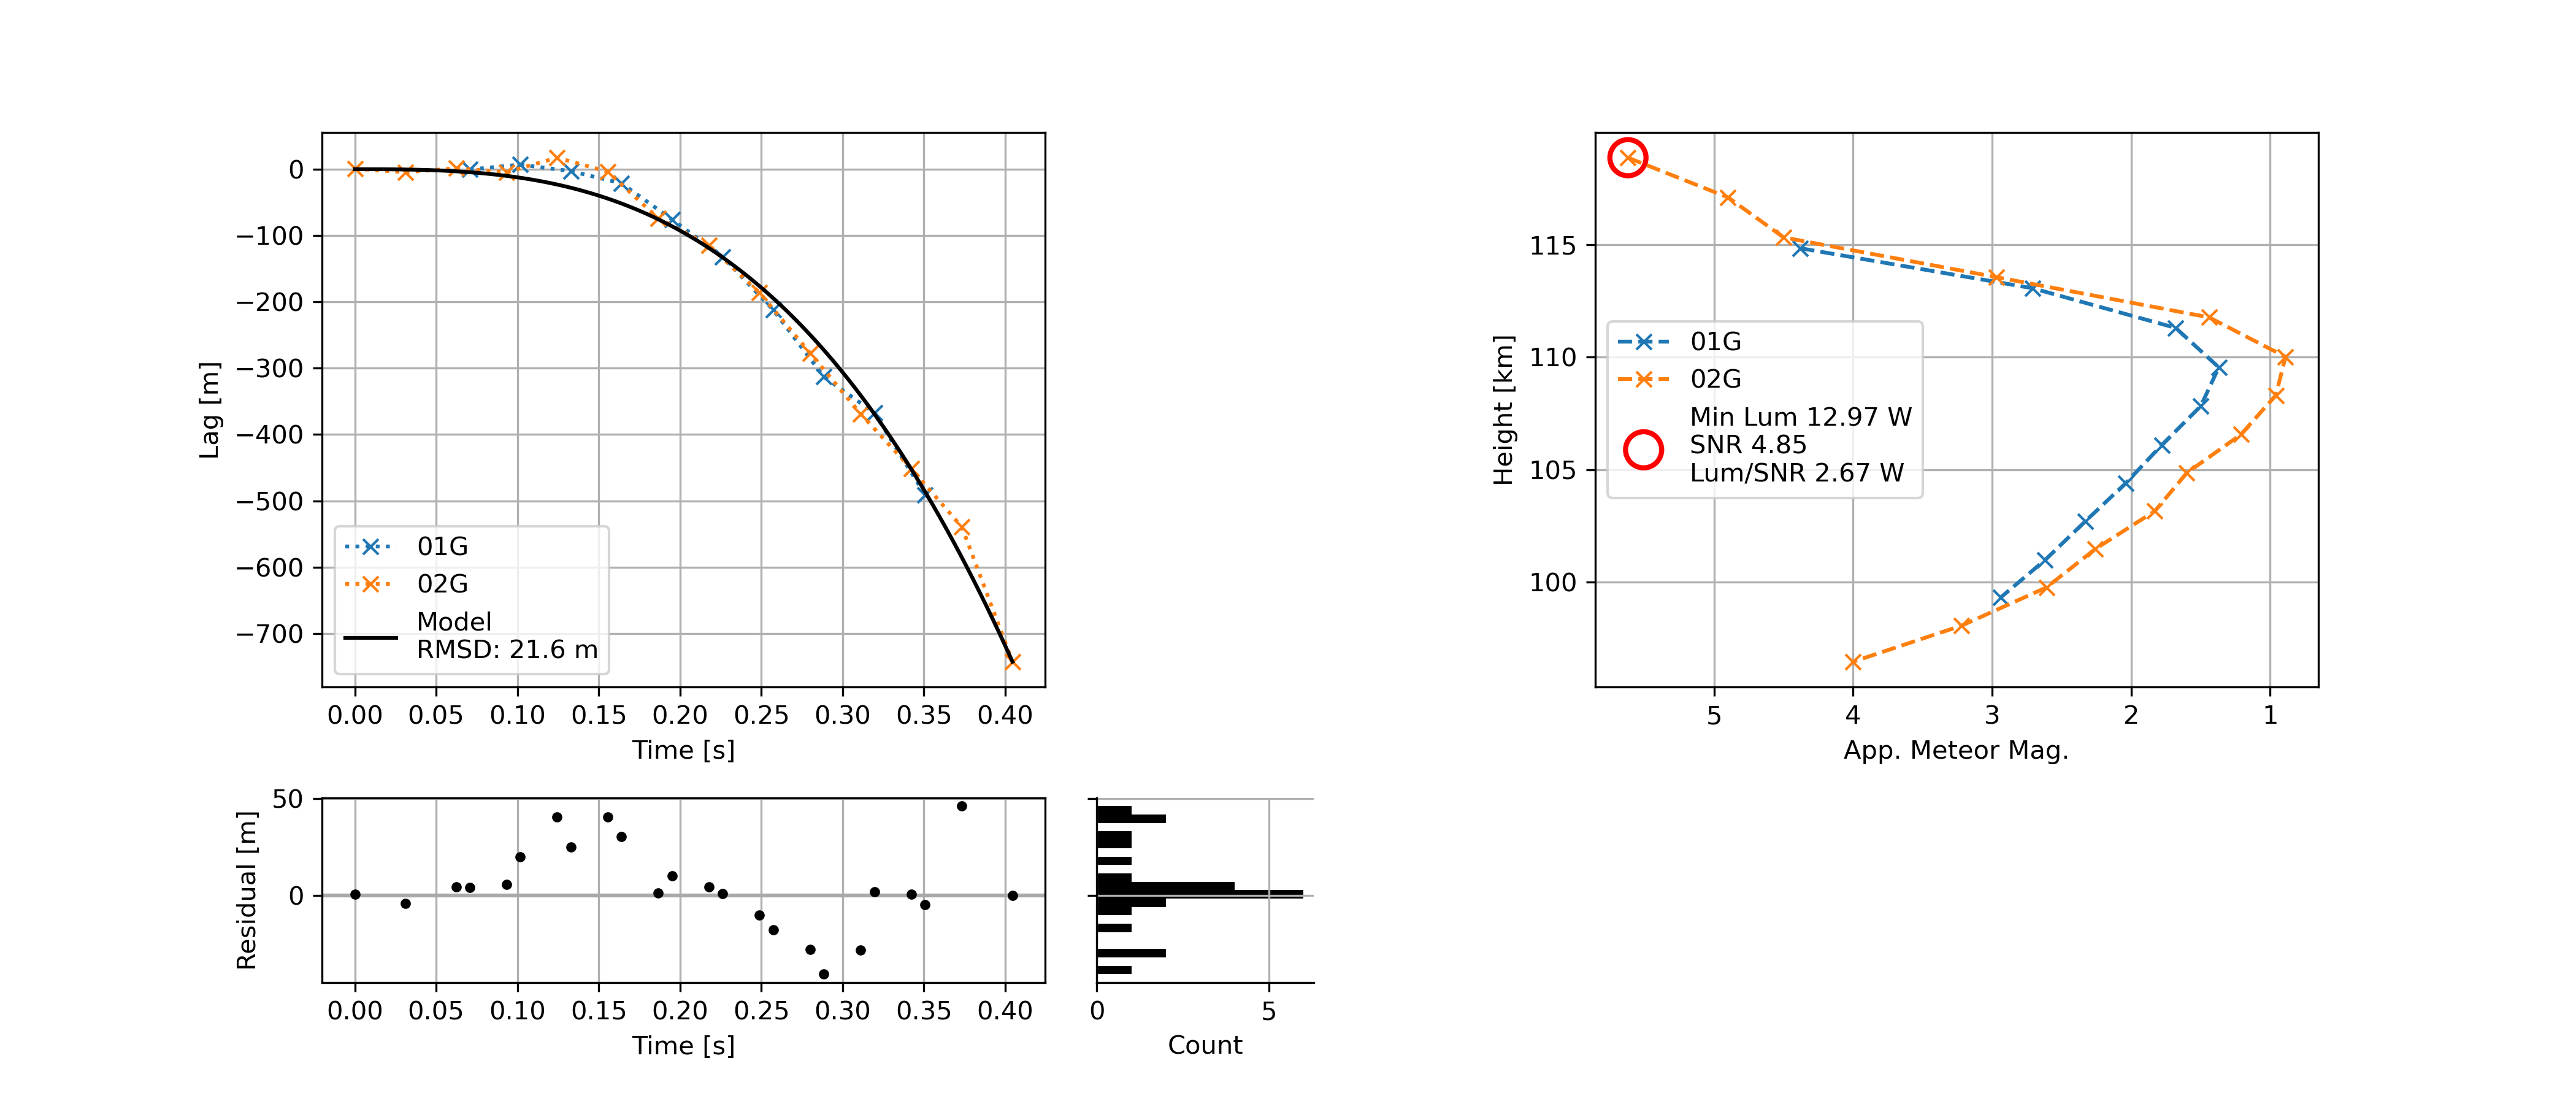 0
−100
−200
−300
−400
−500
−600
−700
Lag [m]
01G
02G
Model
RMSD: 21.6 m
0.00 0.05 0.10 0.15 0.20 0.25 0.30 0.35 0.40
Time [s]
115
110
105
100
Height [km]
01G
02G
Min Lum 12.97 W
SNR 4.85
Lum/SNR 2.67 W
5 4 3 2 1
App. Meteor Mag.
50
0
Residual [m]
0.00 0.05 0.10 0.15 0.20 0.25 0.30 0.35 0.40
Time [s]
0 5
Count